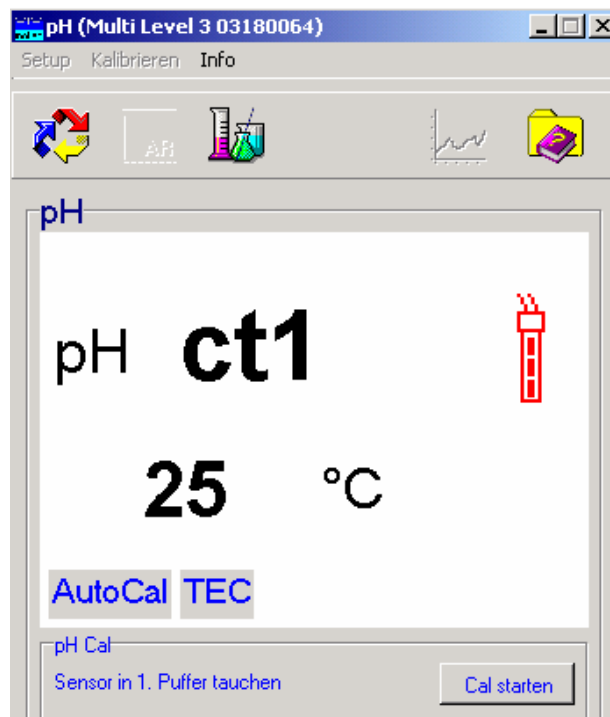 pH (Multi Level 3 03180064)
Setup Kalibrieren Info
AR
pH
pH ct1
25 °C
AutoCal TEC
pH Cal
Sensor in 1. Puffer tauchen
Cal starten